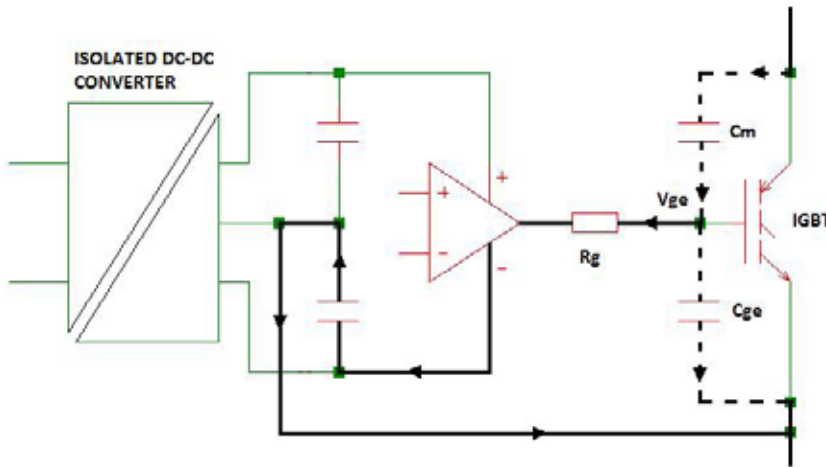 ISOLATED DC-DC
CONVERTER
Cm
+
+
Vge
IGBT
-
-
Rg
Cge